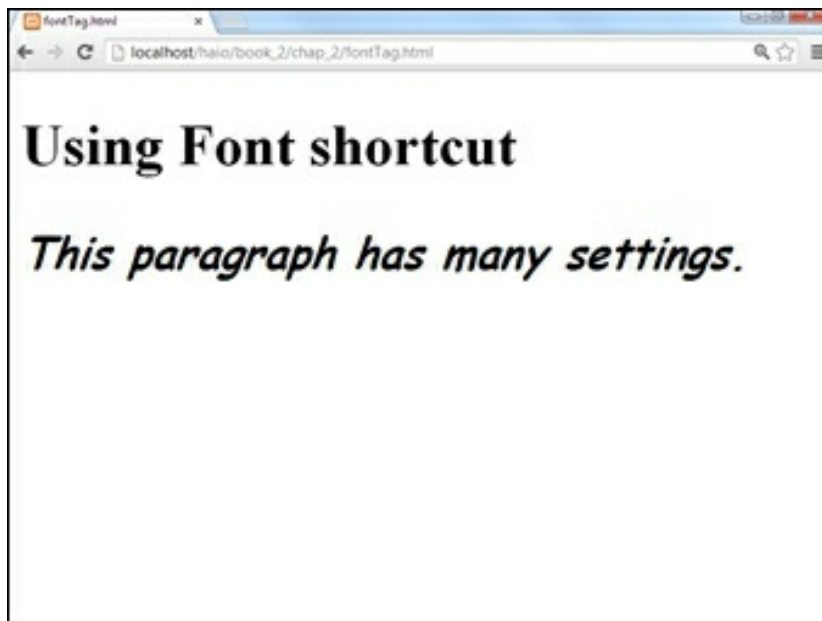 fontTag.html
localhost/haio/book_2/chap_2/fontTag.html
Using Font shortcut
This paragraph has many settings.